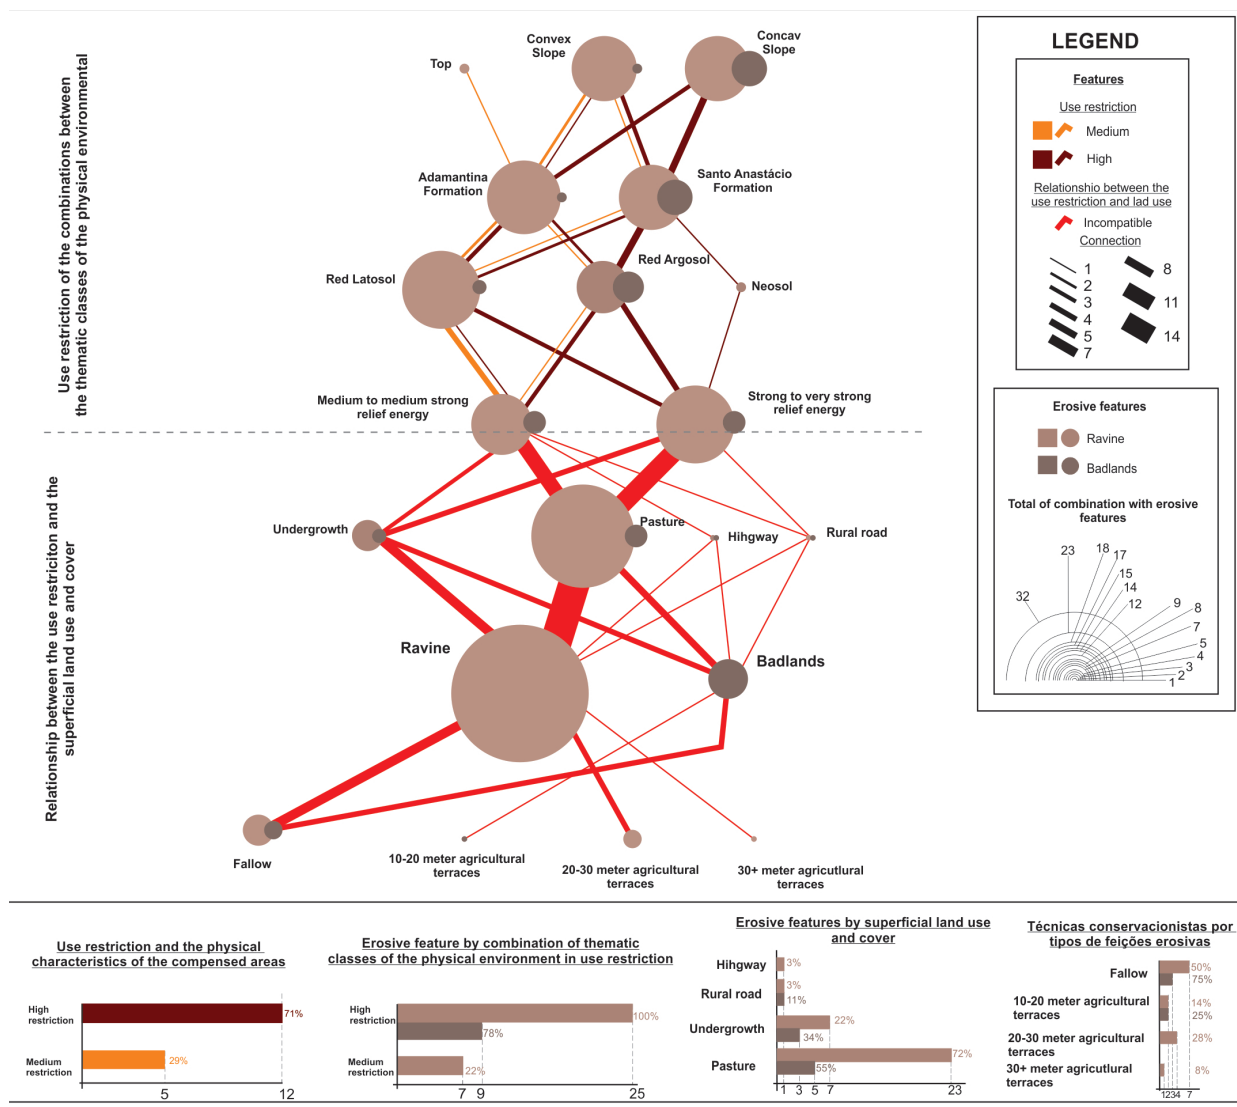 Use restriction of the combinations between
the thematic classes of the physical environmental
Relationship between the use restriciton and the
superficial land use and cover
Convex
Slope
Concav
Slope
Top
Adamantina
Formation
Santo Anastácio
Formation
Red Latosol
Red Argosol
Neosol
Medium to medium strong
relief energy
Strong to very strong
relief energy
Undergrowth
Pasture
Hihgway
Rural road
Ravine
Badlands
Fallow
10-20 meter agricultural
terraces
20-30 meter agricultural
terraces
30+ meter agricutlural
terraces
LEGEND
Features
Use restriction
Medium
High
Relationshio between the
use restriction and lad use
Incompatible
Connection
1
2
3
4
5
7
8
11
14
Erosive features
Ravine
Badlands
Total of combination with erosive
features
32
23
18
17
15
14
12
9
8
7
5
4
3
2
1
Use restriction and the physical
characteristics of the compensed areas
High
restriction
71%
Medium
restriction
29%
5
12
Erosive feature by combination of thematic
classes of the physical environment in use restriction
High
restriction
100%
78%
Medium
restriction
22%
7
9
25
Erosive features by superficial land use
and cover
Hihgway
3%
Rural road
3%
11%
Undergrowth
22%
34%
Pasture
72%
55%
1
3
5
7
23
Técnicas conservacionistas por
tipos de feições erosivas
Fallow
50%
75%
10-20 meter agricultural
terraces
14%
25%
20-30 meter agricultural
terraces
28%
30+ meter agricutlural
terraces
8%
1234 7